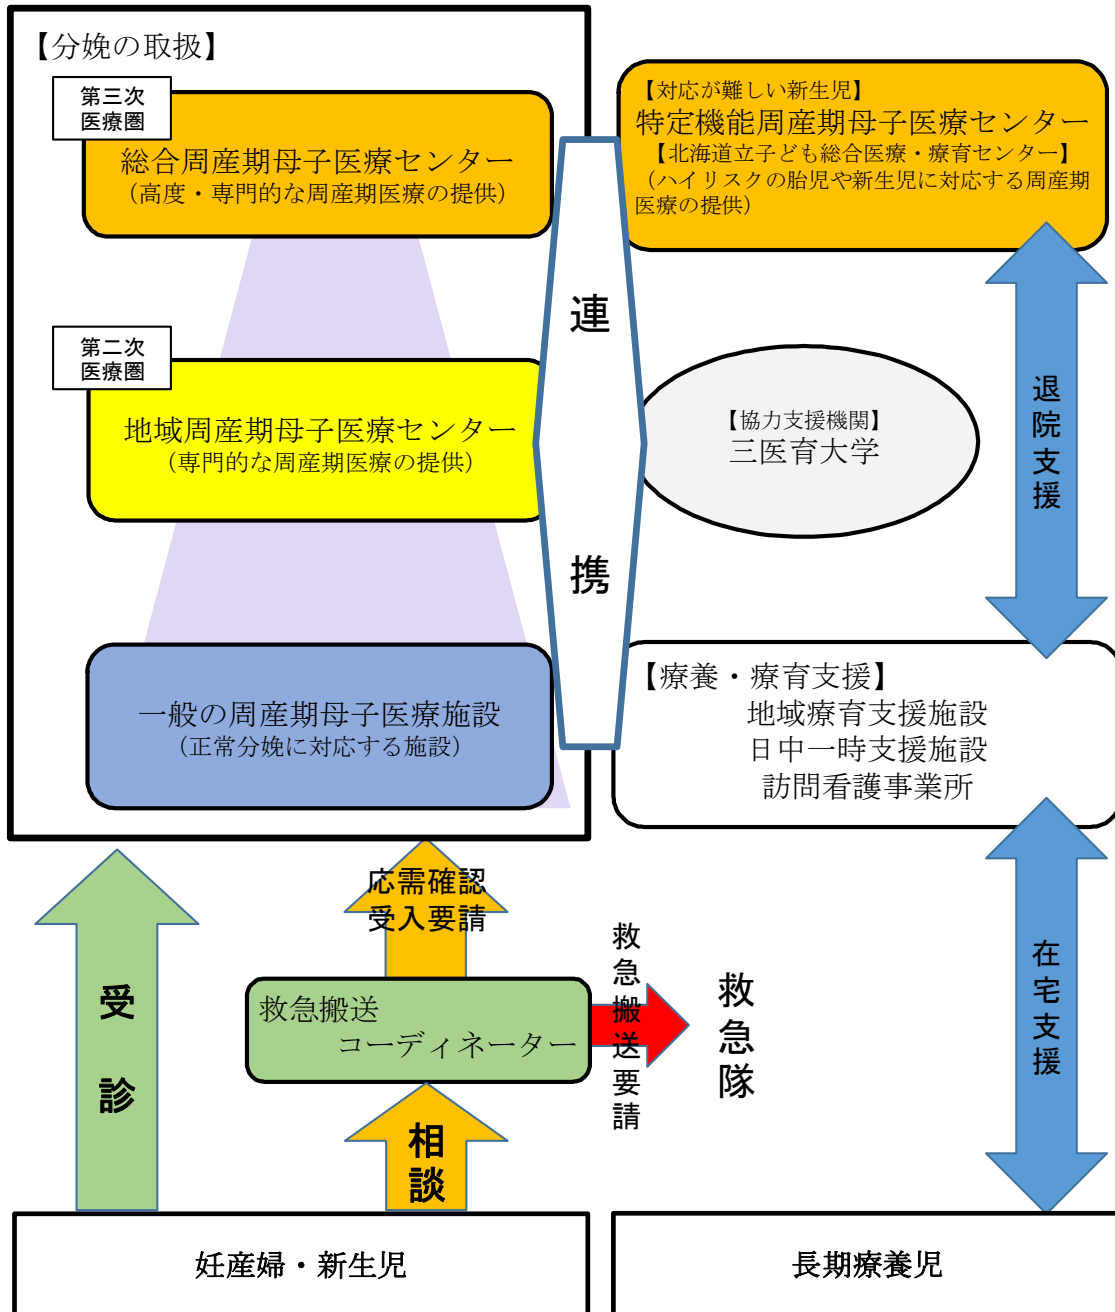 【分娩の取扱】
第三次
医療圏
総合周産期母子医療センター
（高度・専門的な周産期医療の提供）
第二次
医療圏
地域周産期母子医療センター
（専門的な周産期医療の提供）
一般の周産期母子医療施設
（正常分娩に対応する施設）
連携
【対応が難しい新生児】
特定機能周産期母子医療センター
【北海道立子ども総合医療・療育センター】
（ハイリスクの胎児や新生児に対応する周産期
医療の提供）
【協力支援機関】
三医育大学
退院支援
【療養・療育支援】
地域療育支援施設
日中一時支援施設
訪問看護事業所
受診
応需確認
受入要請
救急搬送
コーディネーター
救急搬送要請
救急隊
相談
在宅支援
妊産婦・新生児
長期療養児